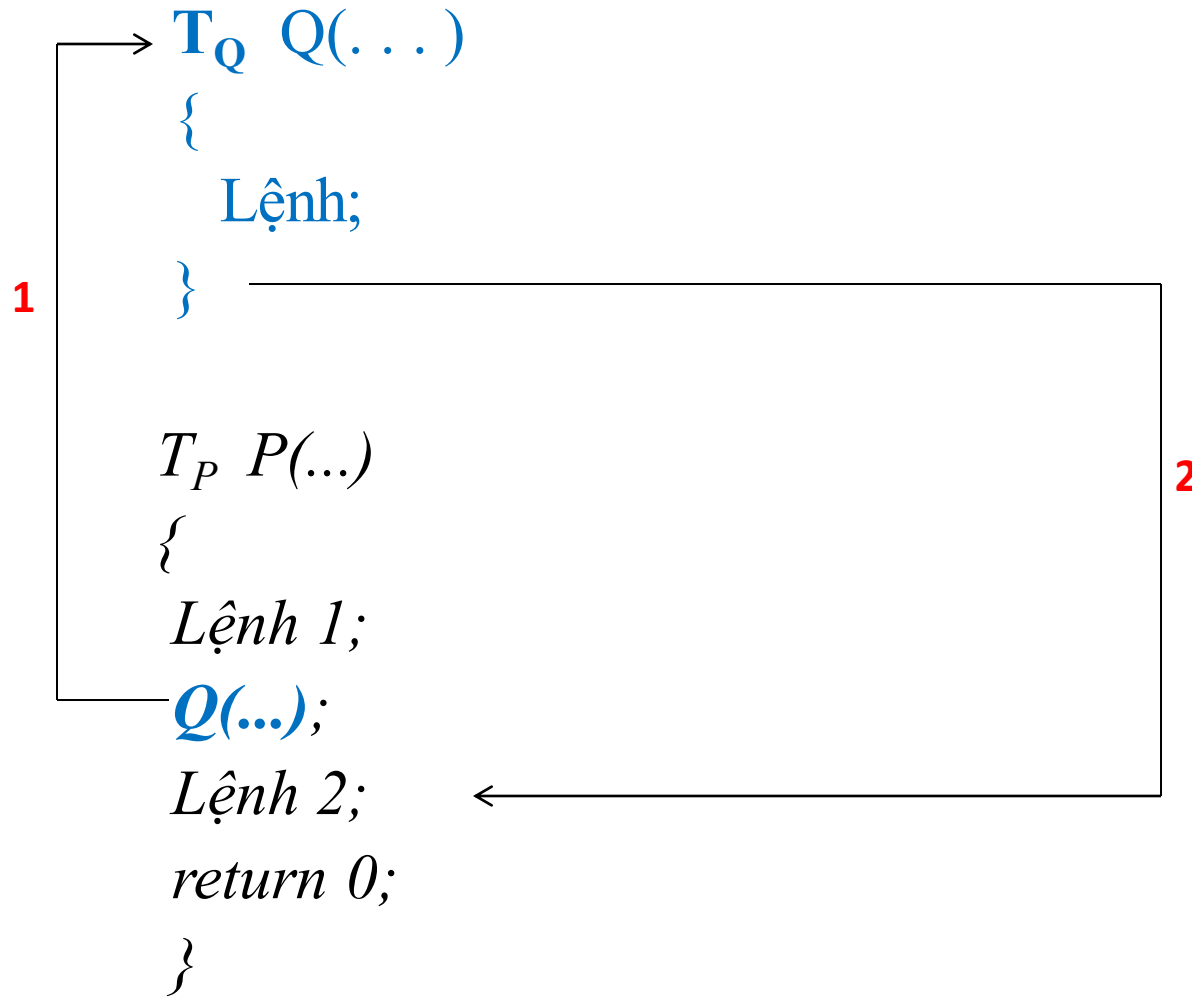 T_Q Q(. . . )
{
Lệnh;
}
1
T_P P(...)
2
{
Lệnh 1;
Q(...);
Lệnh 2;
return 0;
}